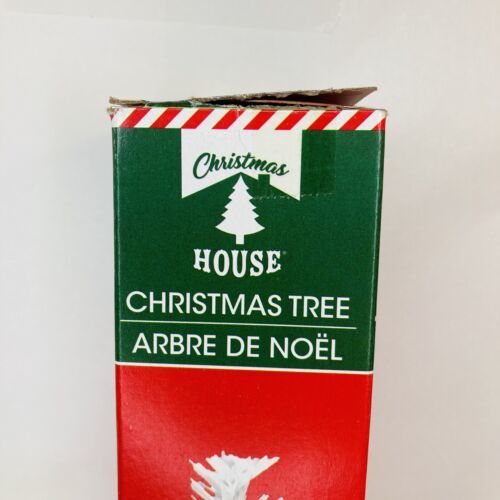 Christmas
HOUSE®
CHRISTMAS TREE
ARBRE DE NOËL